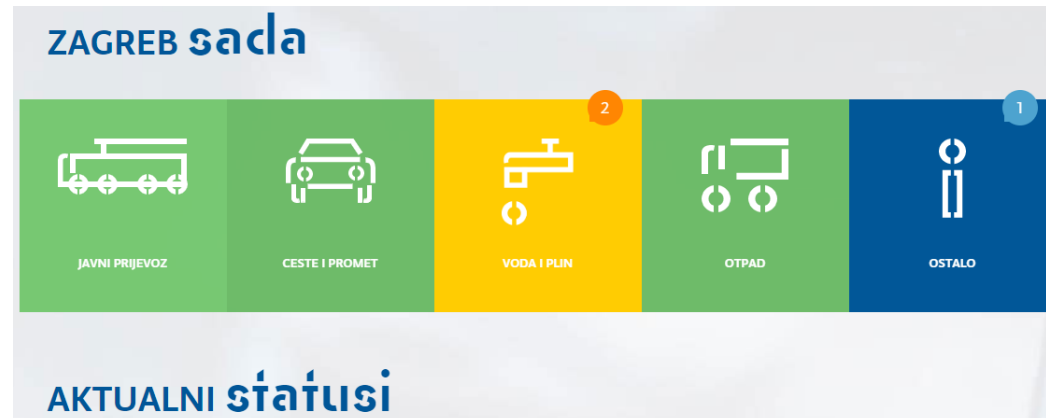 ZAGREB sada
2
1
JAVNI PRIJEVOZ
CESTE I PROMET
VODA I PLIN
OTPAD
OSTALO
AKTUALNI statusi